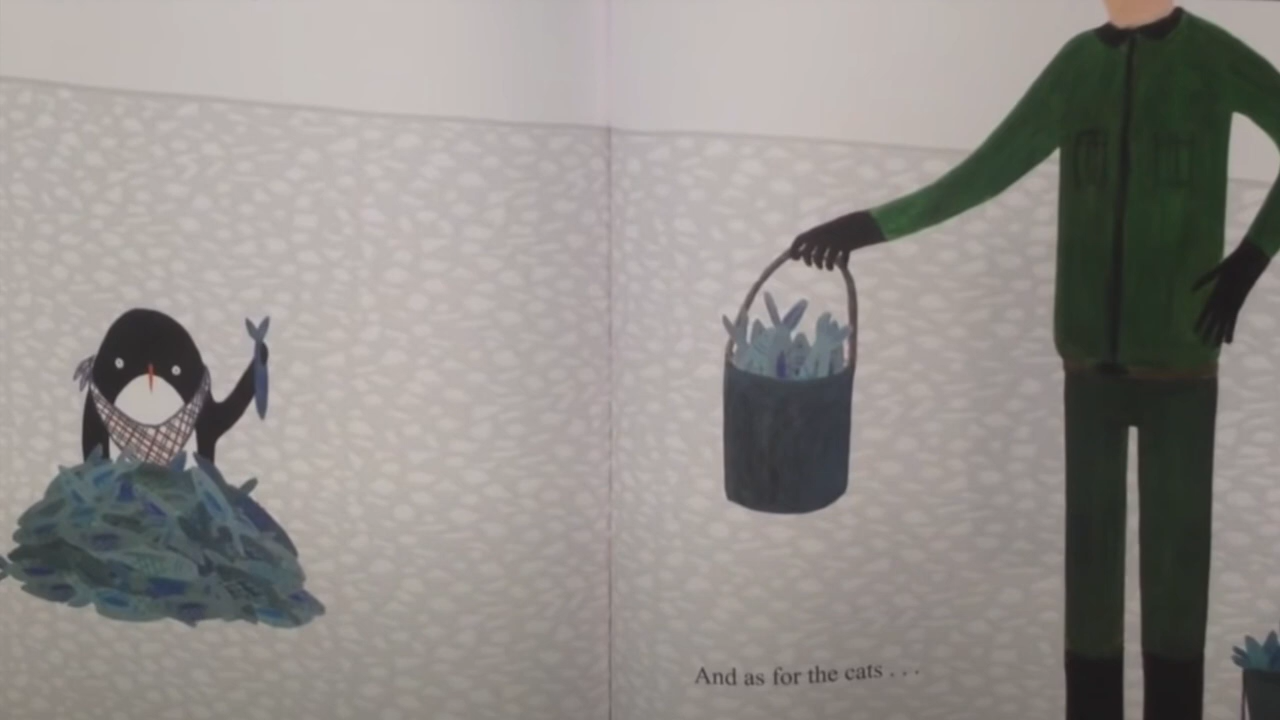 And as for the cats . . .